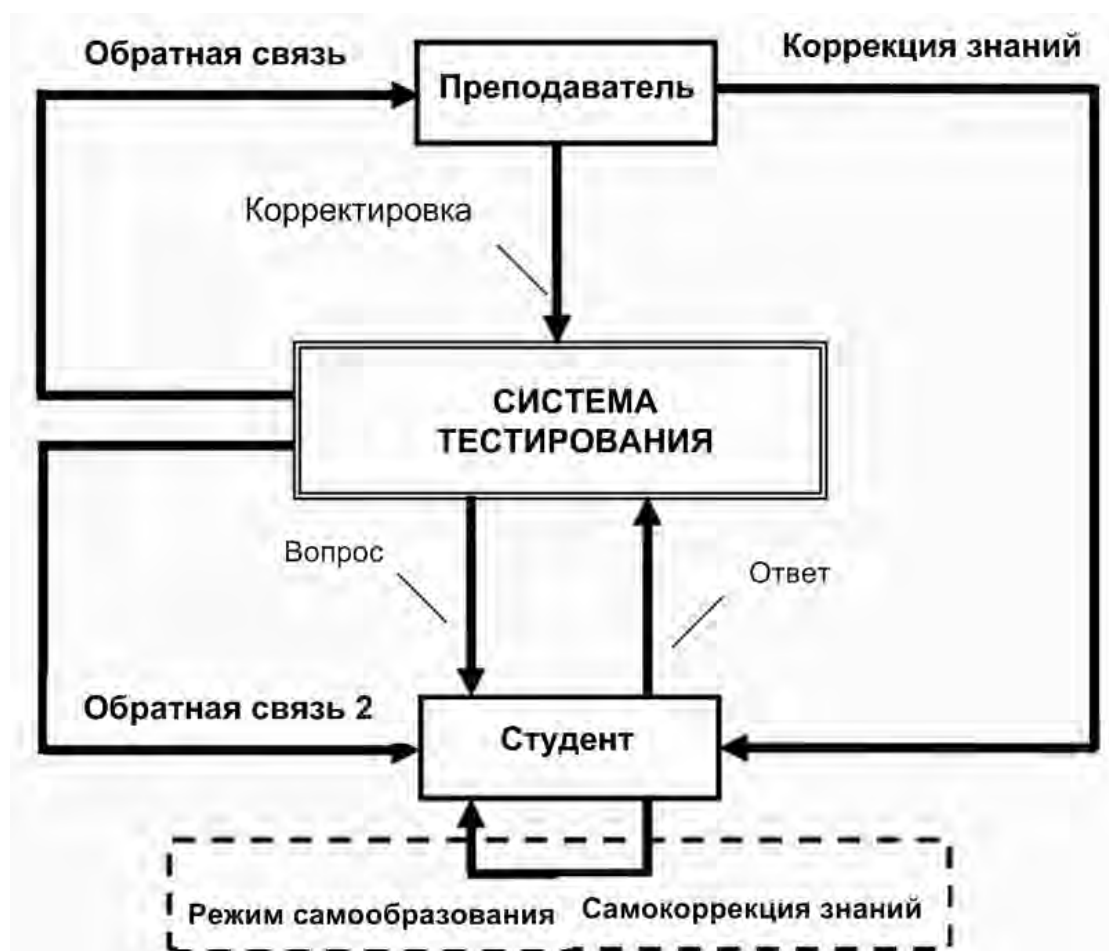 Обратная связь
Преподаватель
Коррекция знаний
Корректировка
СИСТЕМА
ТЕСТИРОВАНИЯ
Вопрос
Ответ
Обратная связь 2
Студент
Режим самообразования
Самокоррекция знаний